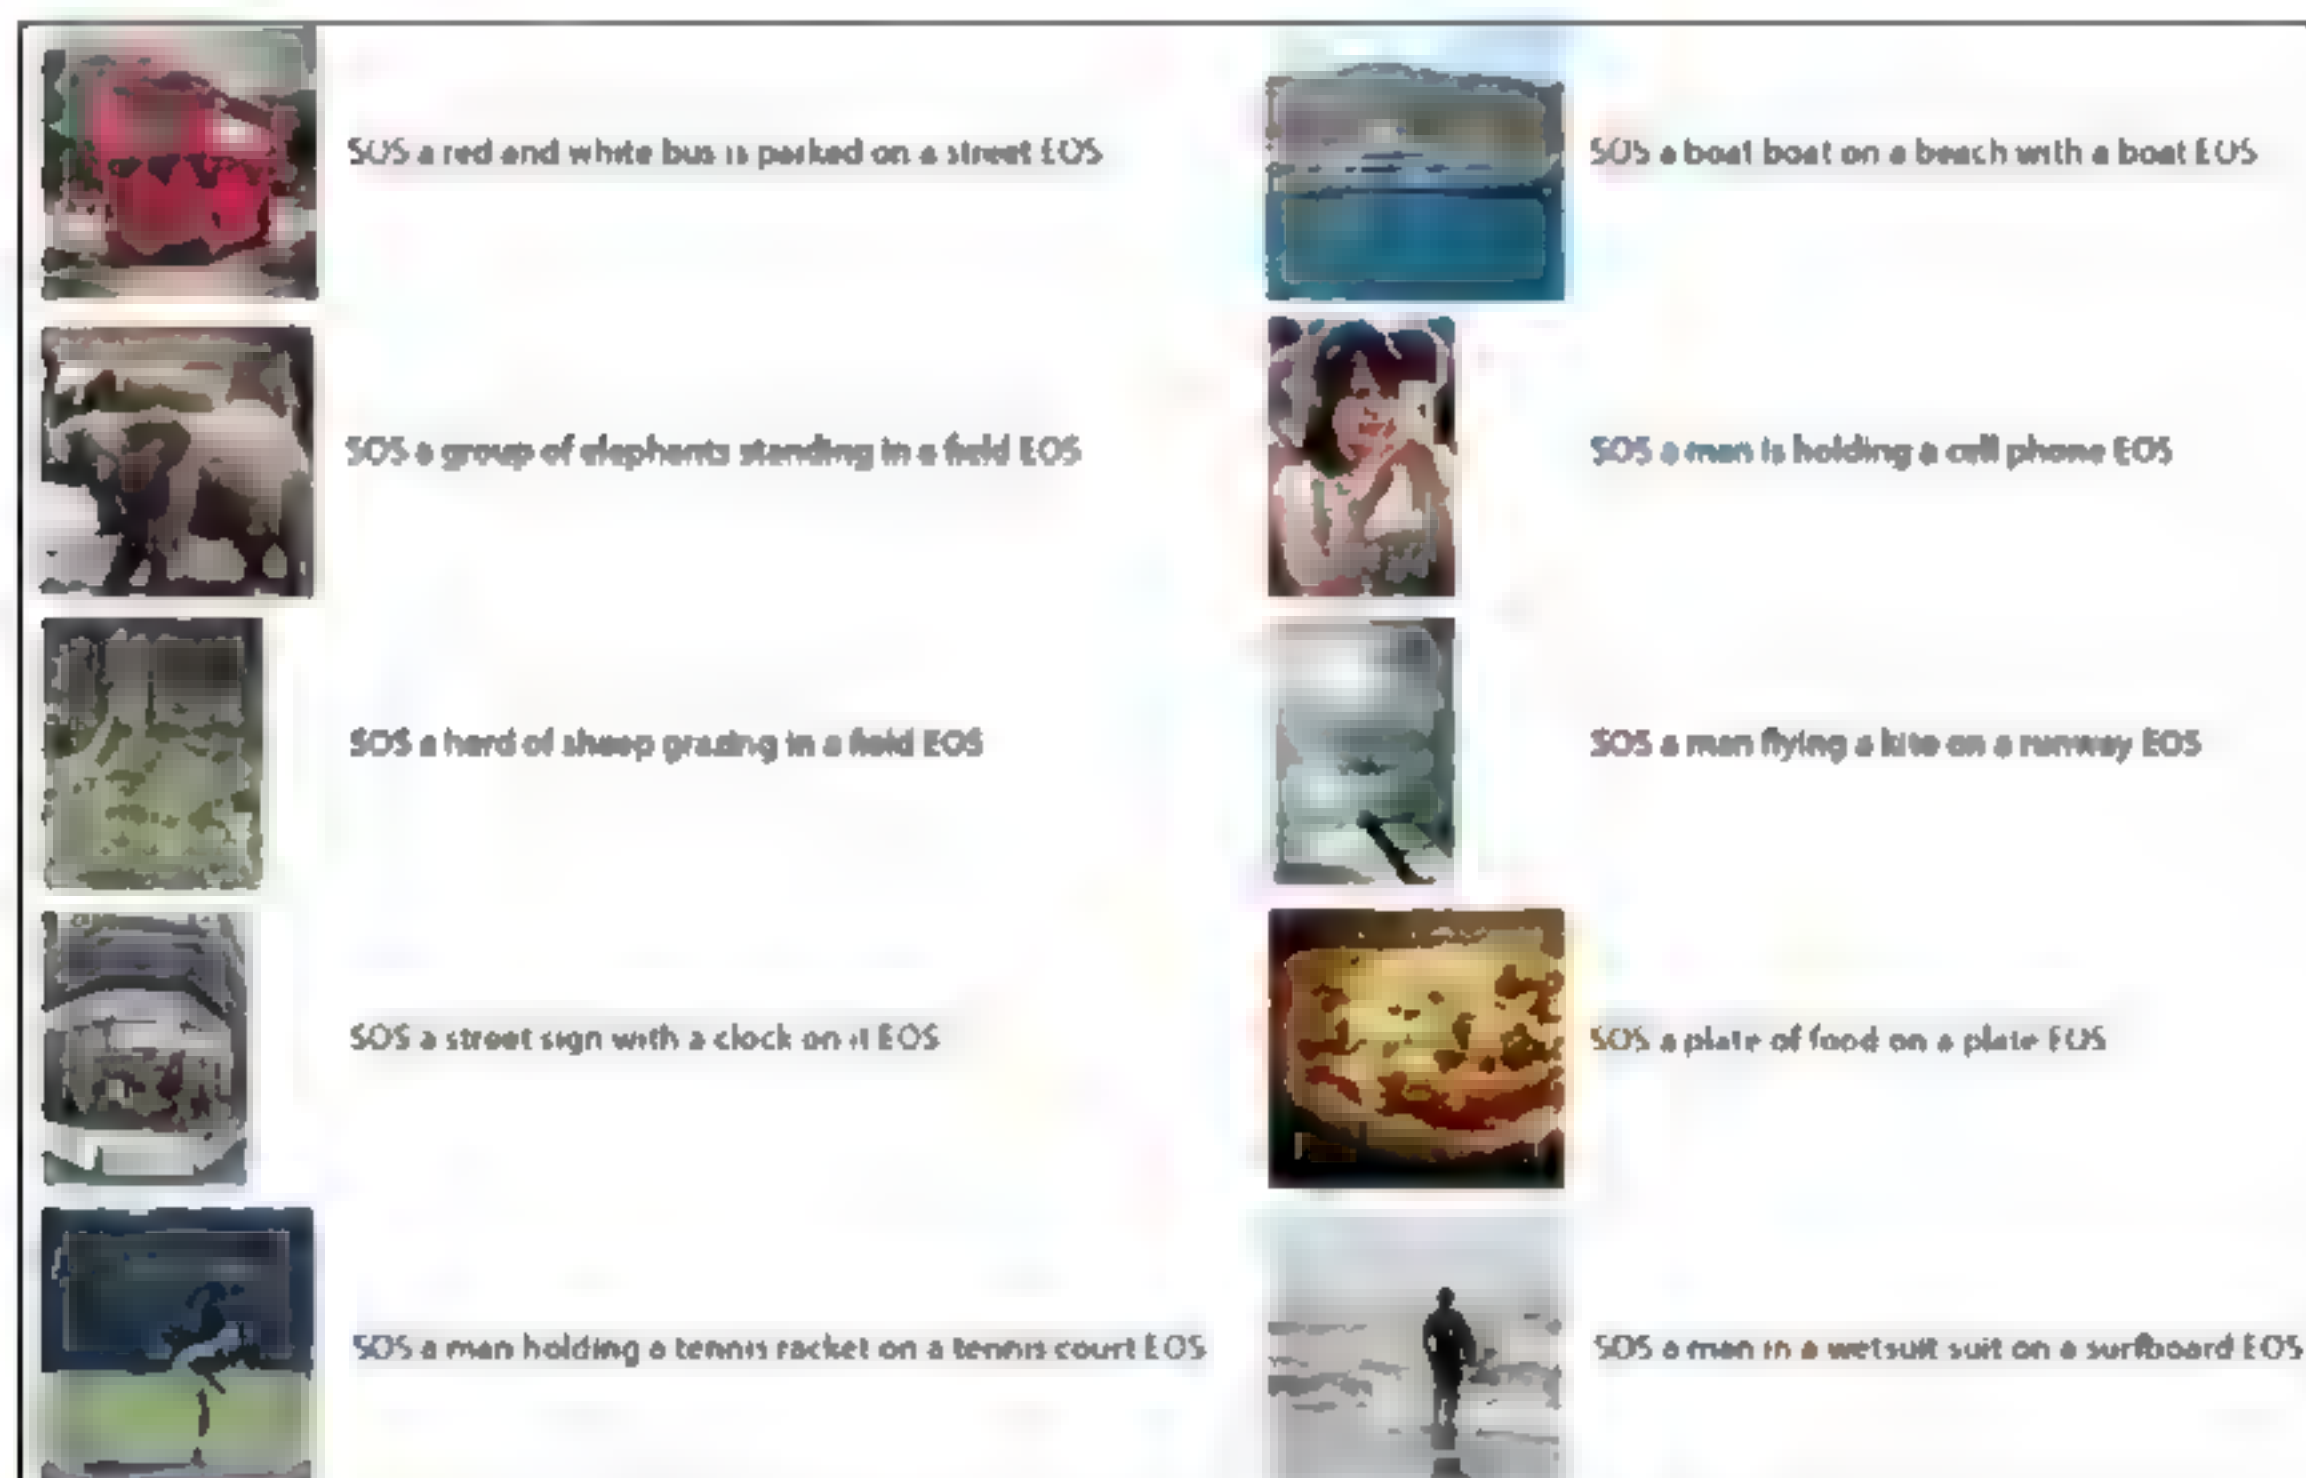 SOS a red and white bus is parked on a street EOS
SOS a boat boat on a beach with a boat EOS
SOS a group of elephants standing in a field EOS
SOS a man is holding a cell phone EOS
SOS a herd of sheep grazing in a field EOS
SOS a man flying a kite on a runway EOS
SOS a street sign with a clock on it EOS
SOS a plate of food on a plate EOS
SOS a man holding a tennis racket on a tennis court EOS
SOS a man in a wetsuit suit on a surfboard EOS